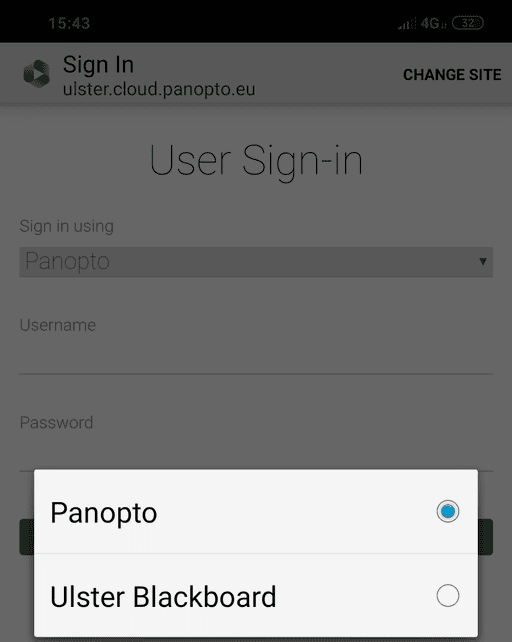 15:43 4G 32
Sign In
ulster.cloud.panopto.eu
CHANGE SITE
User Sign-in
Sign in using
Panopto
Username
Password
Panopto
Ulster Blackboard